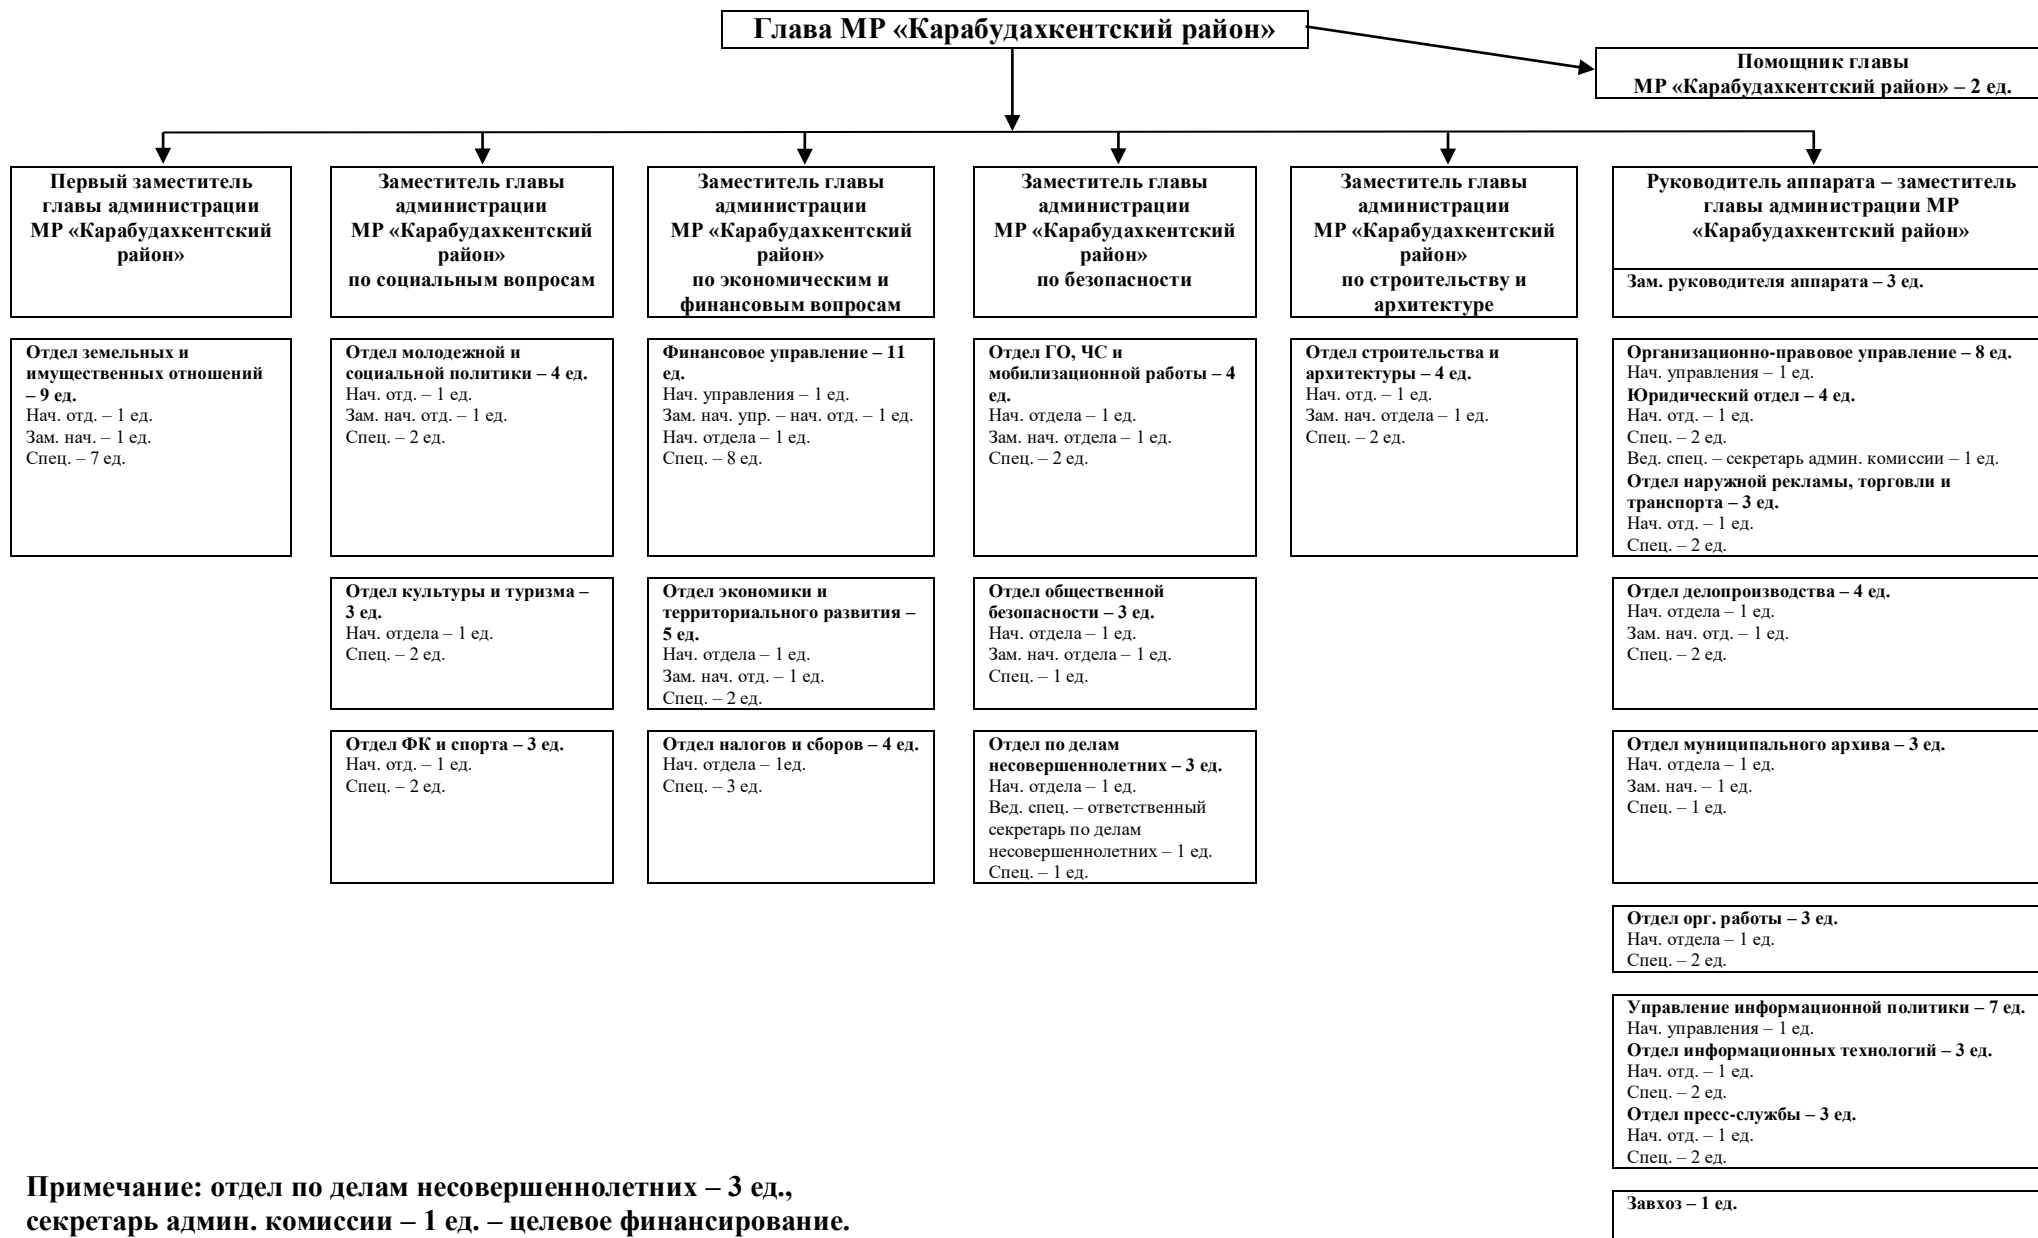 Глава МР «Карабудахкентский район»
Помощник главы
МР «Карабудахкентский район» – 2 ед.
Первый заместитель
главы администрации
МР «Карабудахкентский
район»
Заместитель главы
администрации
МР «Карабудахкентский
район»
по социальным вопросам
Заместитель главы
администрации
МР «Карабудахкентский
район»
по экономическим и
финансовым вопросам
Заместитель главы
администрации
МР «Карабудахкентский
район»
по безопасности
Заместитель главы
администрации
МР «Карабудахкентский
район»
по строительству и
архитектуре
Руководитель аппарата – заместитель
главы администрации МР
«Карабудахкентский район»
Зам. руководителя аппарата – 3 ед.
Отдел земельных и
имущественных отношений
– 9 ед.
Нач. отд. – 1 ед.
Зам. нач. – 1 ед.
Спец. – 7 ед.
Отдел молодежной и
социальной политики – 4 ед.
Нач. отд. – 1 ед.
Зам. нач. отд. – 1 ед.
Спец. – 2 ед.
Финансовое управление – 11
ед.
Нач. управления – 1 ед.
Зам. нач. упр. – нач. отд. – 1 ед.
Нач. отдела – 1 ед.
Спец. – 8 ед.
Отдел ГО, ЧС и
мобилизационной работы – 4
ед.
Нач. отдела – 1 ед.
Зам. нач. отдела – 1 ед.
Спец. – 2 ед.
Отдел строительства и
архитектуры – 4 ед.
Нач. отд. – 1 ед.
Зам. нач. отдела – 1 ед.
Спец. – 2 ед.
Организационно-правовое управление – 8 ед.
Нач. управления – 1 ед.
Юридический отдел – 4 ед.
Нач. отд. – 1 ед.
Спец. – 2 ед.
Вед. спец. – секретарь админ. комиссии – 1 ед.
Отдел наружной рекламы, торговли и
транспорта – 3 ед.
Нач. отд. – 1 ед.
Спец. – 2 ед.
Отдел культуры и туризма –
3 ед.
Нач. отдела – 1 ед.
Спец. – 2 ед.
Отдел экономики и
территориального развития –
5 ед.
Нач. отдела – 1 ед.
Зам. нач. отд. – 1 ед.
Спец. – 2 ед.
Отдел общественной
безопасности – 3 ед.
Нач. отдела – 1 ед.
Зам. нач. отдела – 1 ед.
Спец. – 1 ед.
Отдел делопроизводства – 4 ед.
Нач. отдела – 1 ед.
Зам. нач. отд. – 1 ед.
Спец. – 2 ед.
Отдел ФК и спорта – 3 ед.
Нач. отд. – 1 ед.
Спец. – 2 ед.
Отдел налогов и сборов – 4 ед.
Нач. отдела – 1ед.
Спец. – 3 ед.
Отдел по делам
несовершеннолетних – 3 ед.
Нач. отдела – 1 ед.
Вед. спец. – ответственный
секретарь по делам
несовершеннолетних – 1 ед.
Спец. – 1 ед.
Отдел муниципального архива – 3 ед.
Нач. отдела – 1 ед.
Зам. нач. – 1 ед.
Спец. – 1 ед.
Отдел орг. работы – 3 ед.
Нач. отдела – 1 ед.
Спец. – 2 ед.
Управление информационной политики – 7 ед.
Нач. управления – 1 ед.
Отдел информационных технологий – 3 ед.
Нач. отд. – 1 ед.
Спец. – 2 ед.
Отдел пресс-службы – 3 ед.
Нач. отд. – 1 ед.
Спец. – 2 ед.
Завхоз – 1 ед.
Примечание: отдел по делам несовершеннолетних – 3 ед.,
секретарь админ. комиссии – 1 ед. – целевое финансирование.